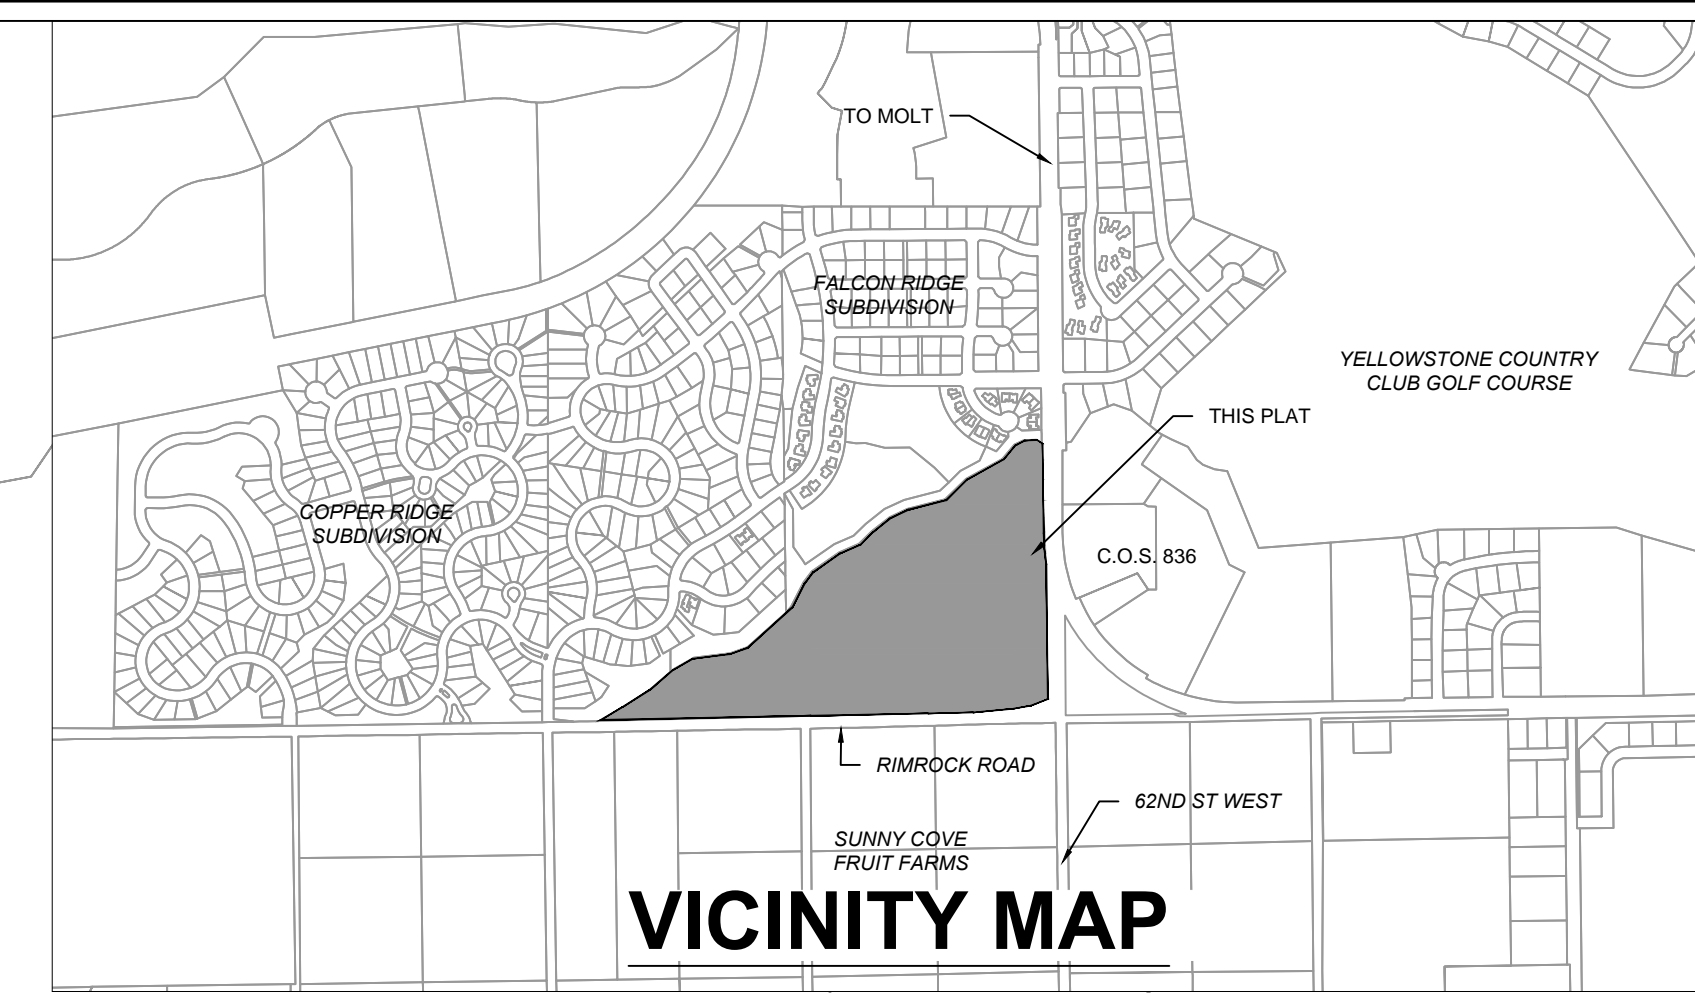 TO MOLT
FALCON RIDGE
SUBDIVISION
YELLOWSTONE COUNTRY
CLUB GOLF COURSE
THIS PLAT
COPPER RIDGE
SUBDIVISION
C.O.S. 836
RIMROCK ROAD
62ND ST WEST
SUNNY COVE
FRUIT FARMS
VICINITY MAP